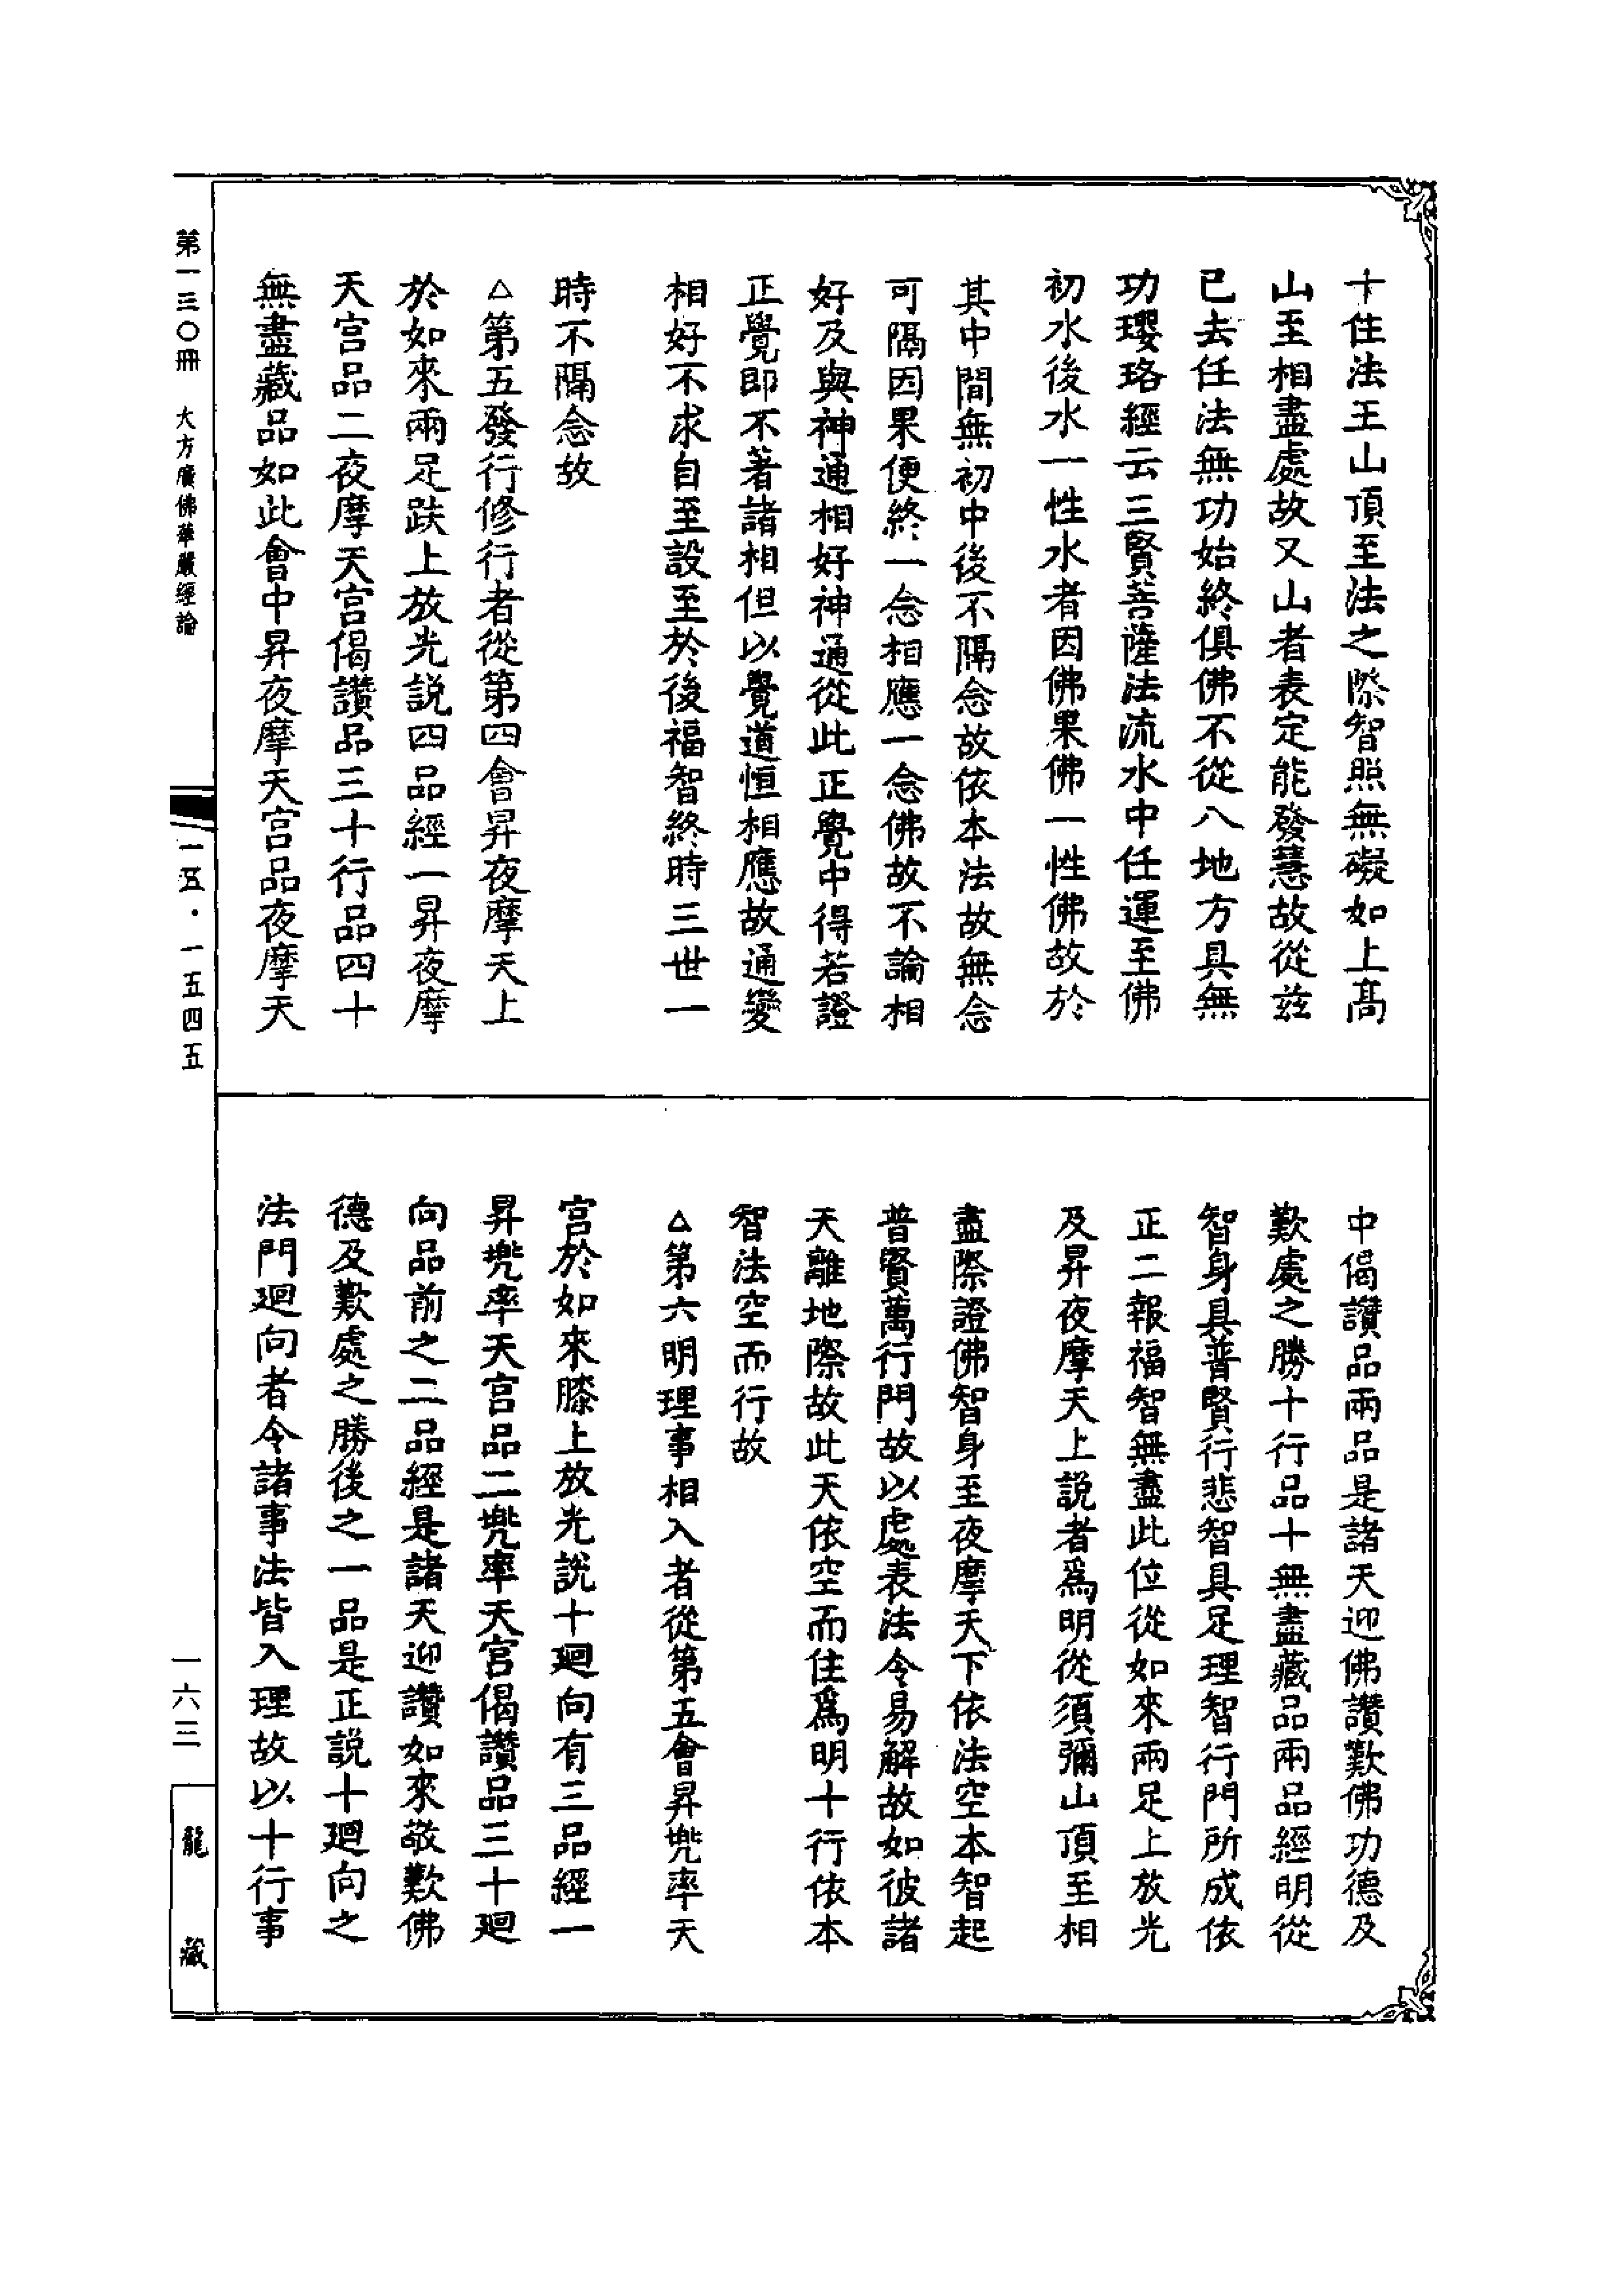 十住法王山頂至法之際智照無礙如上高
山至相盡處故又山者表定能發慧故從茲
已去任法無功始終俱佛不從八地方具無
功瓔珞經云三賢菩薩法流水中任運至佛
初水後水一性水者因佛果佛一性佛故於
其中間無初中後不隔念故依本法故無念
可隔因果便終一念相應一念佛故不論相
好及與神通相好神通從此正覺中得若證
正覺即不著諸相但以覺道恒相應故通變
相好不求自至設至於後福智終時三世一
時不隔念故
△第五發行修行者從第四會昇夜摩天上
於如來兩足趺上放光說四品經一昇夜摩
天宮品二夜摩天宮偈讚品三十行品四十
無盡藏品如此會中昇夜摩天宮品夜摩天
中偈讚品兩品是諸天迎佛讚歎佛功德及
歎處之勝十行品十無盡藏品兩品經明從
智身具普賢行悲智具足理智行門所成依
正二報福智無盡此位從如來兩足上放光
及昇夜摩天上說者爲明從須彌山頂至相
盡際證佛智身至夜摩天下依法空本智起
普賢萬行門故以處表法令易解故如彼諸
天離地際故此天依空而住爲明十行依本
智法空而行故
△第六明理事相入者從第五會昇兜率天
宮於如來膝上放光說十廻向有三品經一
昇兜率天宮品二兜率天宮偈讚品三十廻
向品前之二品經是諸天迎讚如來敬歎佛
德及歎處之勝後之一品是正說十廻向之
法門廻向者令諸事法皆入理故以十行事
第一三〇冊 大方廣佛華嚴經論
一五·一五四五
一六三
龍藏